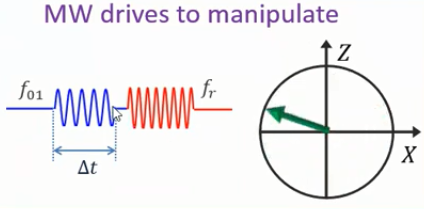 MW drives to manipulate
f01
fr
Δt
Z
X